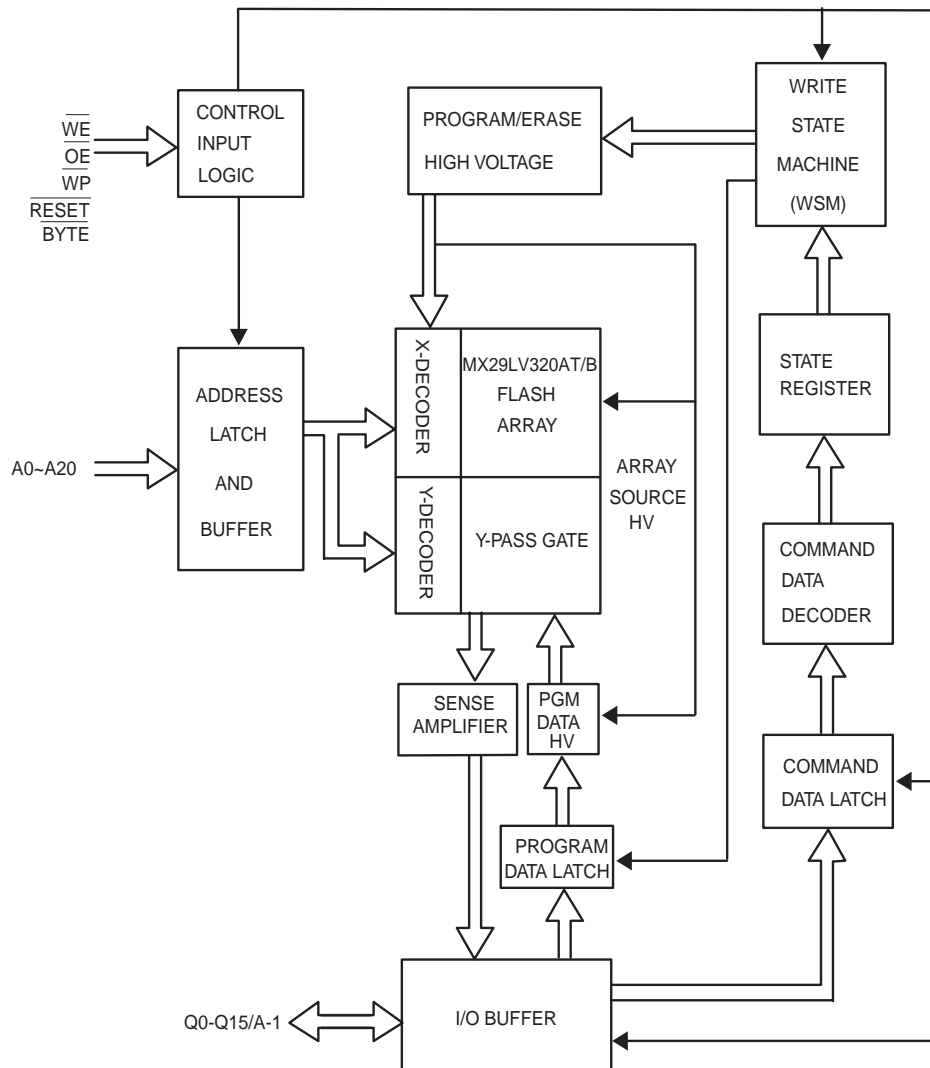 WE
OE
WP
RESET
BYTE
CONTROL
INPUT
LOGIC
PROGRAM/ERASE
HIGH VOLTAGE
WRITE
STATE
MACHINE
(WSM)
A0~A20
ADDRESS
LATCH
AND
BUFFER
X-DECODER
MX29LV320AT/B
FLASH
ARRAY
Y-DECODER
Y-PASS GATE
ARRAY
SOURCE
HV
STATE
REGISTER
COMMAND
DATA
DECODER
SENSE
AMPLIFIER
PGM
DATA
HV
COMMAND
DATA LATCH
PROGRAM
DATA LATCH
Q0-Q15/A-1
I/O BUFFER